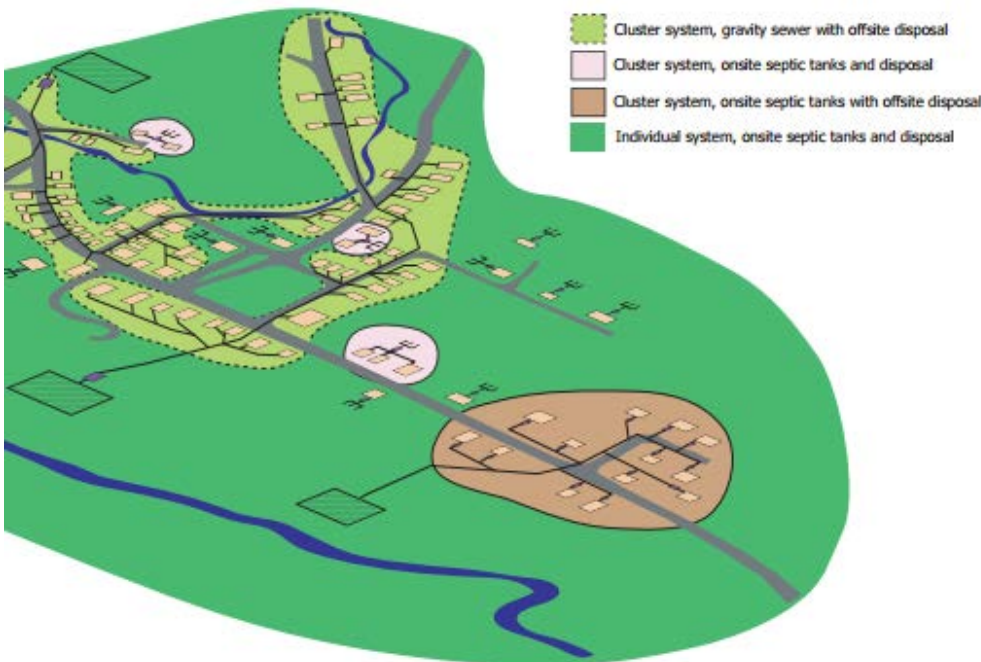 Cluster system, gravity sewer with offsite disposal
Cluster system, onsite septic tanks and disposal
Cluster system, onsite septic tanks with offsite disposal
Individual system, onsite septic tanks and disposal